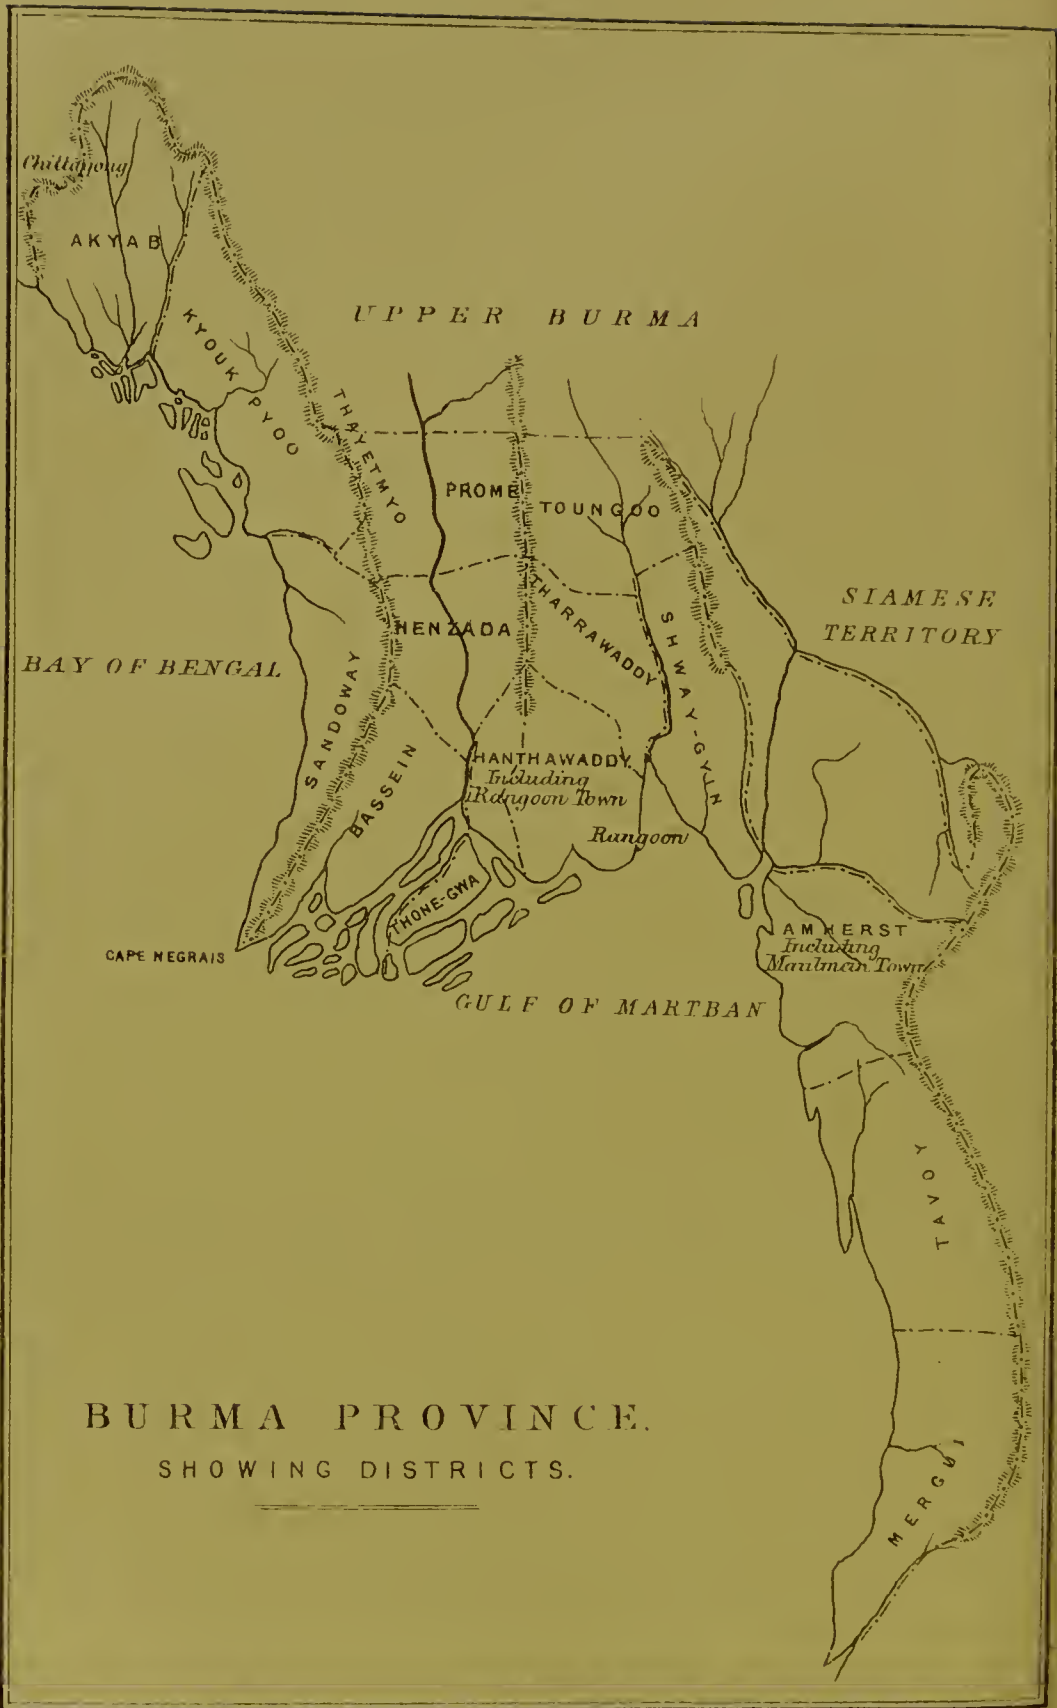 Chittagong
AKYAB
KYOUK PYOO
UPPER BURMA
THAYETMYO
PROME
TOUNGOO
HENZADA
THARRAWADDY
SHWAY-GYIN
SIAMESE
TERRITORY
BAY OF BENGAL
SANDOWAY
BASSEIN
HANTHAWADDY
Including
Rangoon Town
Rangoon
THONE-GWA
CAPE NEGRAIS
AMHERST
Including
Maulmain Town
GULF OF MARTBAN
TAVOY
MERGUI
BURMA PROVINCE.
SHOWING DISTRICTS.